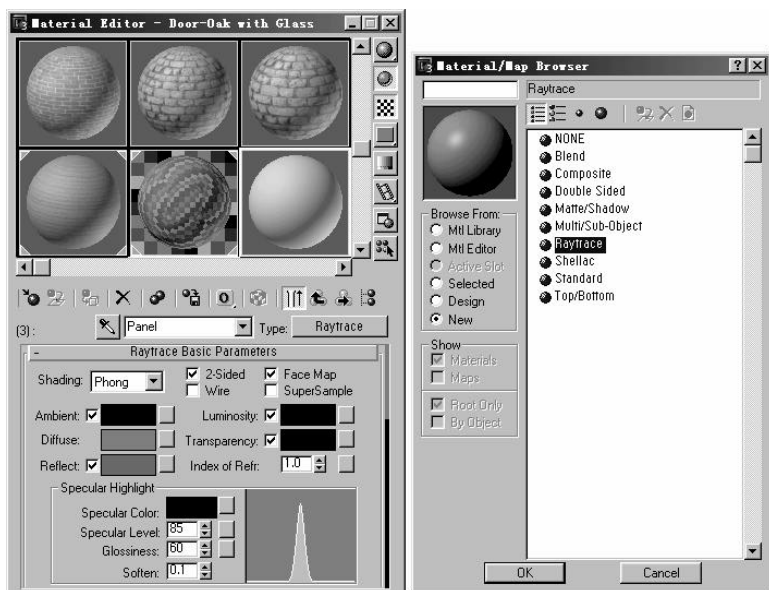 Material Editor - Door-Oak with Glass
(3):
Panel
Type:
Raytrace
-
Raytrace Basic Parameters
Shading:
Phong
2-Sided
Face Map
Wire
SuperSample
Ambient:
Luminosity:
Diffuse:
Transparency:
Reflect:
Index of Refr:
1.0
Specular Highlight
Specular Color:
Specular Level:
85
Glossiness:
60
Soften:
0.1
Material/Map Browser
Raytrace
Browse From:
Mtl Library
Mtl Editor
Active Slot
Selected
Design
New
Show
Materials
Maps
Root Only
By Object
NONE
Blend
Composite
Double Sided
Matte/Shadow
Multi/Sub-Object
Raytrace
Shellac
Standard
Top/Bottom
OK
Cancel